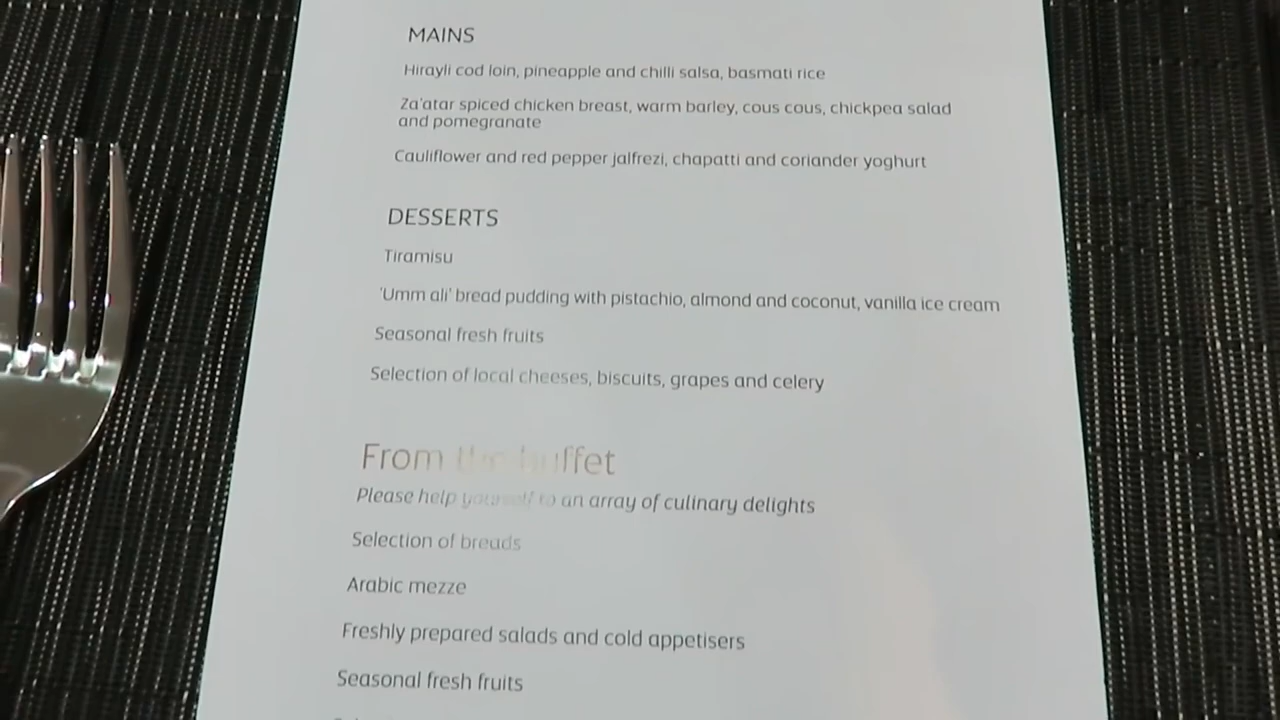 MAINS
Hirayli cod loin, pineapple and chilli salsa, basmati rice
Za'atar spiced chicken breast, warm barley, cous cous, chickpea salad
and pomegranate
Cauliflower and red pepper jalfrezi, chapatti and coriander yoghurt
DESSERTS
Tiramisu
'Umm ali' bread pudding with pistachio, almond and coconut, vanilla ice cream
Seasonal fresh fruits
Selection of local cheeses, biscuits, grapes and celery
From the buffet
Please help yourself to an array of culinary delights
Selection of breads
Arabic mezze
Freshly prepared salads and cold appetisers
Seasonal fresh fruits